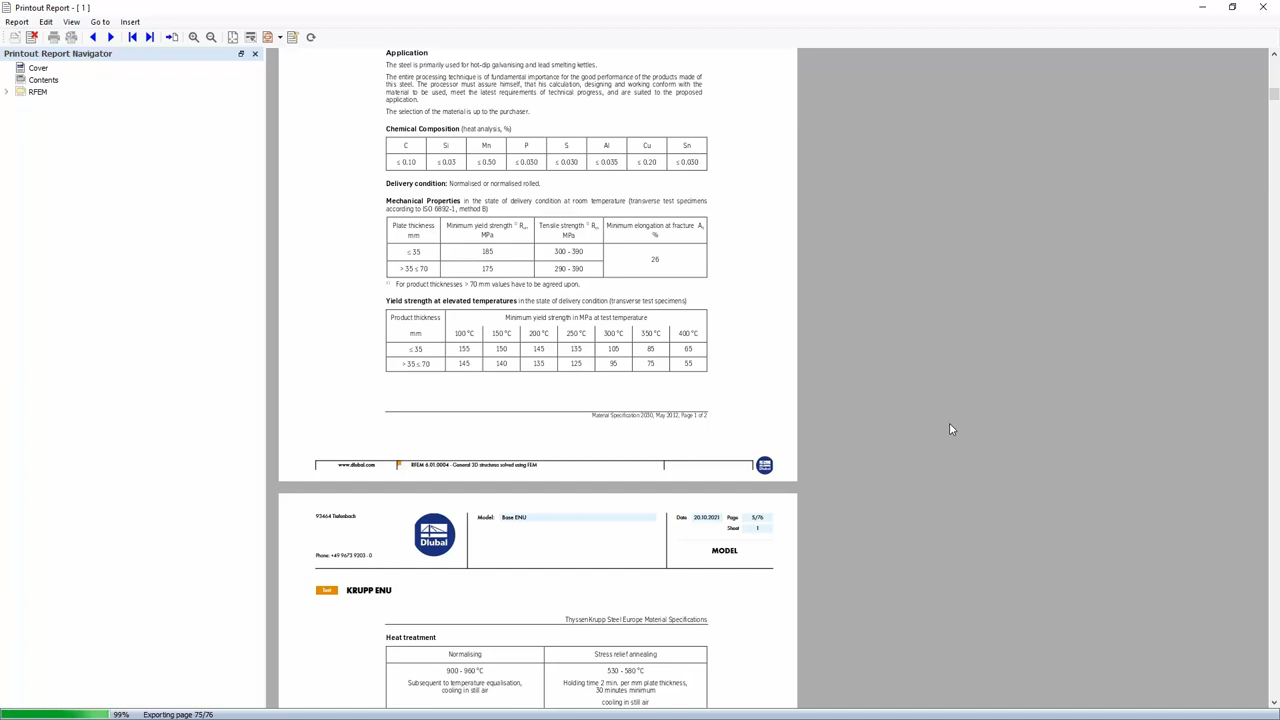 Printout Report - [ 1 ]
Report Edit View Go to Insert
Printout Report Navigator
Cover
Contents
RFEM
Application
The steel is primarily used for hot-dip galvanising and lead smelting kettles.
The entire processing technique is of fundamental importance for the good performance of the products made of
this steel. The processor must assure himself, that his calculation, designing and working conform with the
material to be used, meet the latest requirements of technical progress, and are suited to the proposed
application.
The selection of the material is up to the purchaser.
Chemical Composition (heat analysis, %)
C Si Mn P S Al Cu Sn
≤ 0.10 ≤ 0.03 ≤ 0.50 ≤ 0.030 ≤ 0.030 ≤ 0.035 ≤ 0.20 ≤ 0.030
Delivery condition: Normalised or normalised rolled.
Mechanical Properties in the state of delivery condition at room temperature (transverse test specimens
according to ISO 6892-1, method B)
Plate thickness Minimum yield strength Tensile strength Minimum elongation at fracture
mm MPa MPa %
≤ 35 185 300 - 390
26
> 35 ≤ 70 175 290 - 390
For product thicknesses > 70 mm values have to be agreed upon.
Yield strength at elevated temperatures in the state of delivery condition (transverse test specimens)
Product thickness Minimum yield strength in MPa at test temperature
mm 100 °C 150 °C 200 °C 250 °C 300 °C 350 °C 400 °C
≤ 35 155 150 145 135 105 85 65
> 35 ≤ 70 145 140 135 125 95 75 55
Material Specification 2030, May 2012, Page 1 of 2
www.dlubal.com RFEM 6.01.0004 - General 3D structures solved using FEM
93464 Tiefenbach
Phone: +49 9673 9203 - 0
Dlubal
Model: Base ENU
Date 20.10.2021 Page 5/76
Sheet 1
MODEL
Text KRUPP ENU
ThyssenKrupp Steel Europe Material Specifications
Heat treatment
Normalising Stress relief annealing
900 - 960 °C 530 - 580 °C
Subsequent to temperature equalisation, Holding time 2 min. per mm plate thickness,
cooling in still air 30 minutes minimum
cooling in still air
99% Exporting page 75/76